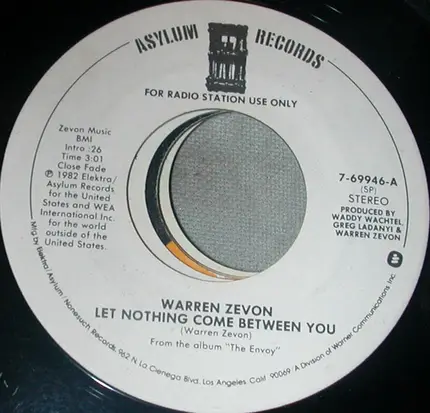 ASYLUM RECORDS
FOR RADIO STATION USE ONLY
Zevon Music
BMI
Intro.:26
Time 3:01
Close Fade
℗ 1982 Elektra/
Asylum Records
for the United
States and WEA
International Inc.
for the world
outside of the
United States.
7-69946-A
(SP)
STEREO
PRODUCED BY
WADDY WACHTEL,
GREG LADANYI &
WARREN ZEVON
WARREN ZEVON
LET NOTHING COME BETWEEN YOU
(Warren Zevon)
From the album "The Envoy"
Mfg. by Elektra/Asylum/Nonesuch Records, 962 N. La Cienega Blvd. Los Angeles, Calif. 90069/A Division of Warner Communications Inc.